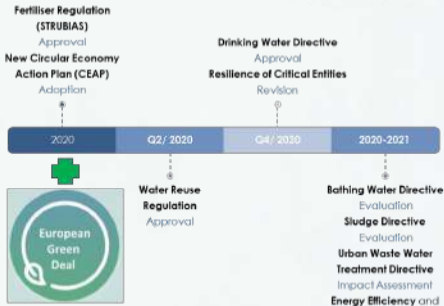 Fertiliser Regulation
(STRUBIAS)
Approval
New Circular Economy
Action Plan (CEAP)
Adoption
Drinking Water Directive
Approval
Resilience of Critical Entities
Revision
2020
Q2/ 2020
Q4/ 2020
2020-2021
European
Green
Deal
Water Reuse
Regulation
Approval
Bathing Water Directive
Evaluation
Sludge Directive
Evaluation
Urban Waste Water
Treatment Directive
Impact Assessment
Energy Efficiency and